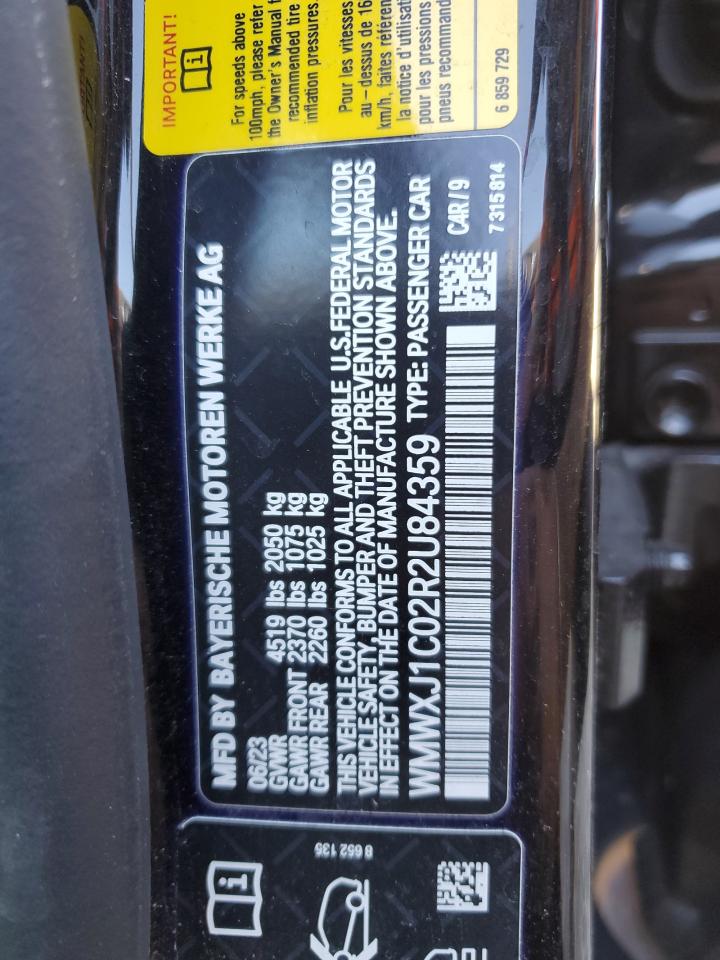 MFD BY BAYERISCHE MOTOREN WERKE AG
06/23
GVWR 4519 lbs 2050 kg
GAWR FRONT 2370 lbs 1075 kg
GAWR REAR 2260 lbs 1025 kg
THIS VEHICLE CONFORMS TO ALL APPLICABLE U.S.FEDERAL MOTOR
VEHICLE SAFETY, BUMPER AND THEFT PREVENTION STANDARDS
IN EFFECT ON THE DATE OF MANUFACTURE SHOWN ABOVE.
WMWXJ1C02R2U84359 TYPE: PASSENGER CAR
C4R/9
7 315 814
IMPORTANT!
For speeds above
100mph, please refer
the Owner's Manual
recommended tire
inflation pressures.
Pour les vitesses
au-dessus de 16
km/h, faites
la notice d'utilisat
pour les pressions
pneus recommand
6 859 729
8 652 135